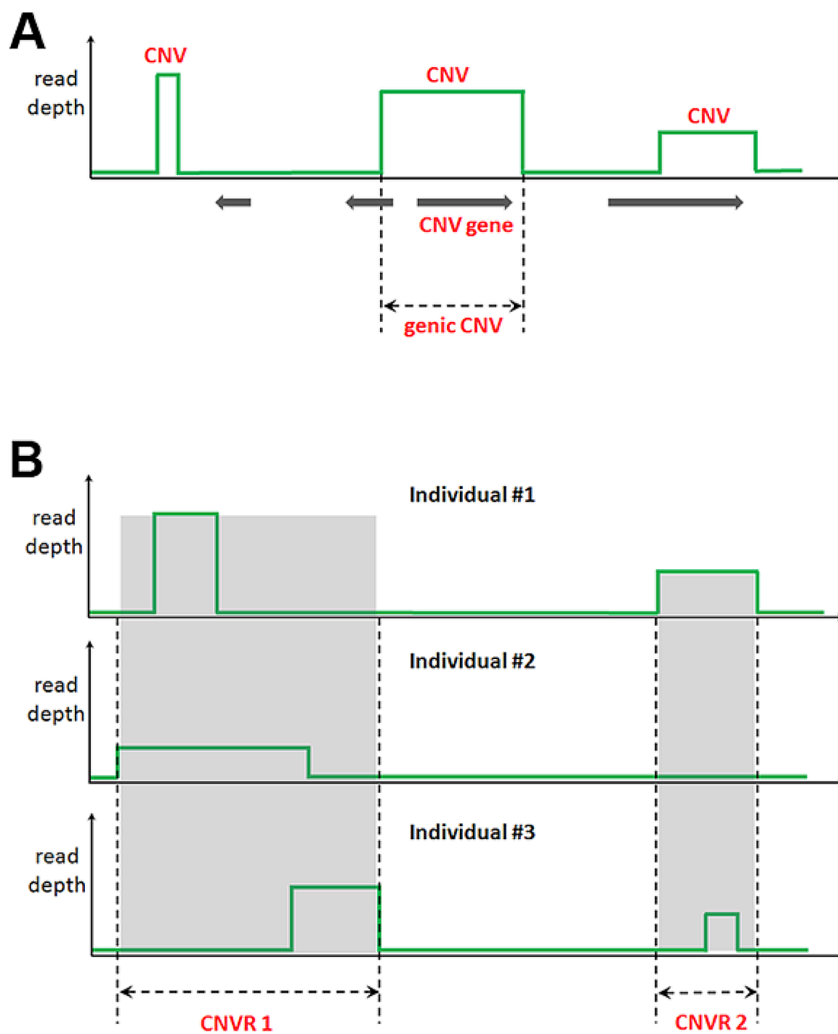 A
CNV
read
depth
CNV
CNV
CNV gene
genic CNV
B
Individual #1
read
depth
Individual #2
read
depth
Individual #3
read
depth
CNVR 1
CNVR 2